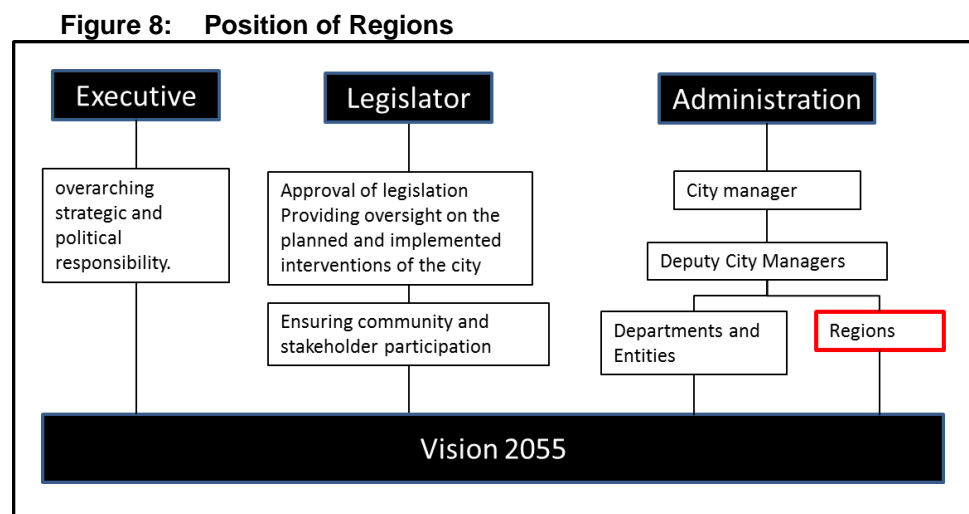 Figure 8: Position of Regions
Executive
overarching
strategic and
political
responsibility.
Legislator
Approval of legislation
Providing oversight on the
planned and implemented
interventions of the city
Ensuring community and
stakeholder participation
Administration
City manager
Deputy City Managers
Departments and
Entities
Regions
Vision 2055